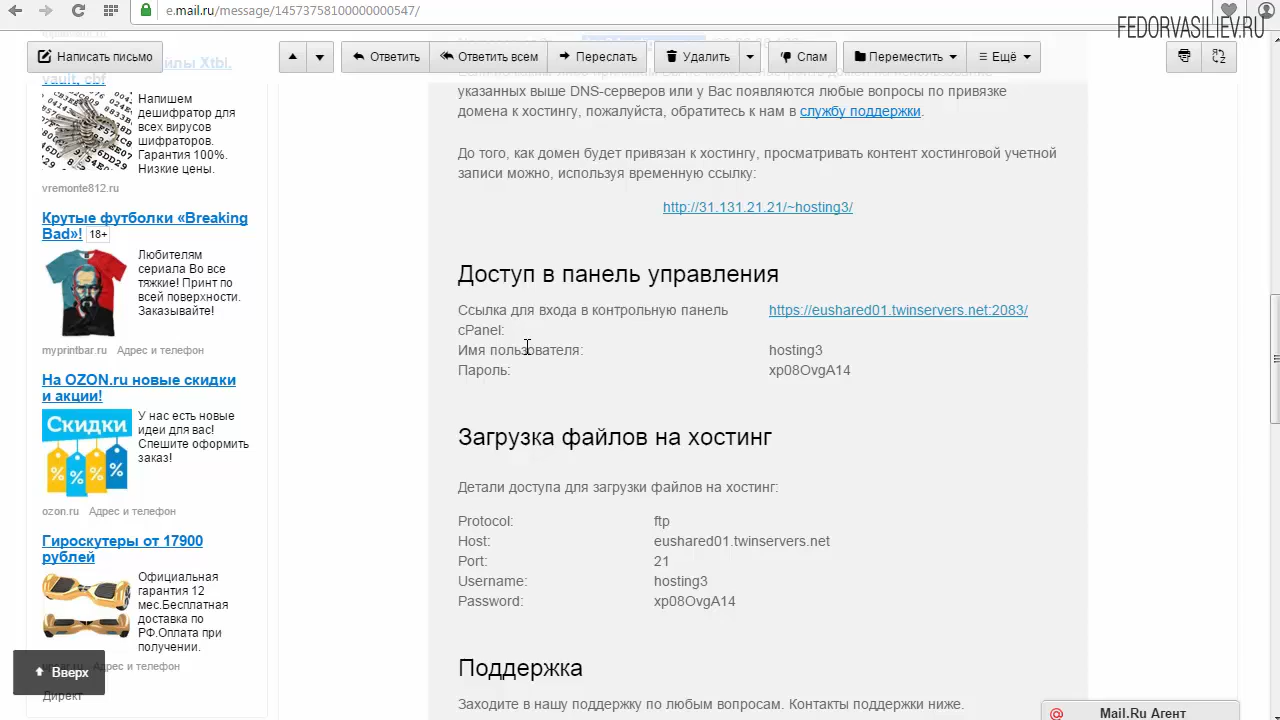 e.mail.ru/message/14573758100000000547/
FEDORVASILIEV.RU
Написать письмо
Ответить
Ответить всем
Переслать
Удалить
Спам
Переместить
Ещё
йлы Xtbl,
vault, cbf
Напишем
дешифратор для
всех вирусов
шифраторов.
Гарантия 100%.
Низкие цены.
vremonte812.ru
Крутые футболки «Breaking
Bad»! 18+
Любителям
сериала Во все
тяжкие! Принт по
всей поверхности.
Заказывайте!
myprintbar.ru Адрес и телефон
На OZON.ru новые скидки
и акции!
Скидки
У нас есть новые
идеи для вас!
Спешите оформить
заказ!
ozon.ru Адрес и телефон
Гироскутеры от 17900
рублей
Официальная
гарантия 12
мес.Бесплатная
доставка по
РФ.Оплата при
получении.
Адрес и телефон
Вверх
Директ
указанных выше DNS-серверов или у Вас появляются любые вопросы по привязке
домена к хостингу, пожалуйста, обратитесь к нам в службу поддержки.
До того, как домен будет привязан к хостингу, просматривать контент хостинговой учетной
записи можно, используя временную ссылку:
http://31.131.21.21/~hosting3/
Доступ в панель управления
Ссылка для входа в контрольную панель https://eushared01.twinservers.net:2083/
cPanel:
Имя пользователя: hosting3
Пароль: xp08OvgA14
Загрузка файлов на хостинг
Детали доступа для загрузки файлов на хостинг:
Protocol: ftp
Host: eushared01.twinservers.net
Port: 21
Username: hosting3
Password: xp08OvgA14
Поддержка
Заходите в нашу поддержку по любым вопросам. Контакты поддержки ниже.
Mail.Ru Агент